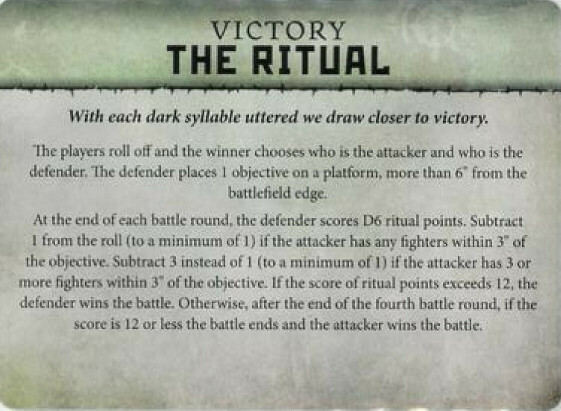 VICTORY
THE RITUAL
With each dark syllable uttered we draw closer to victory.
The players roll off and the winner chooses who is the attacker and who is the
defender. The defender places 1 objective on a platform, more than 6" from the
battlefield edge.
At the end of each battle round, the defender scores D6 ritual points. Subtract
1 from the roll (to a minimum of 1) if the attacker has any fighters within 3" of
the objective. Subtract 3 instead of 1 (to a minimum of 1) if the attacker has 3 or
more fighters within 3" of the objective. If the score of ritual points exceeds 12, the
defender wins the battle. Otherwise, after the end of the fourth battle round, if the
score is 12 or less the battle ends and the attacker wins the battle.